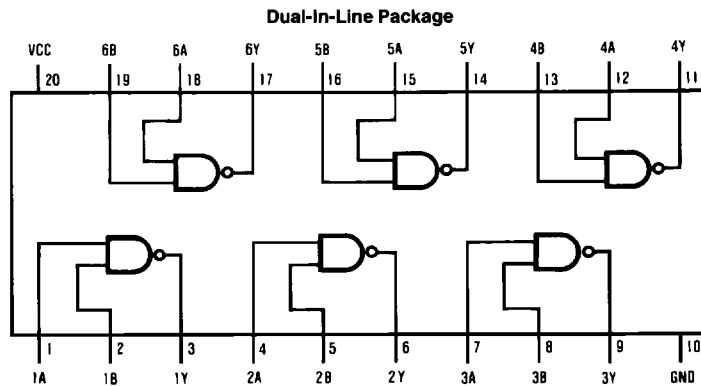 Dual-In-Line Package
VCC 6B 6A 6Y 5B 5A 5Y 4B 4A 4Y
20 19 18 17 16 15 14 13 12 11
1 2 3 4 5 6 7 8 9 10
1A 1B 1Y 2A 2B 2Y 3A 3B 3Y GND